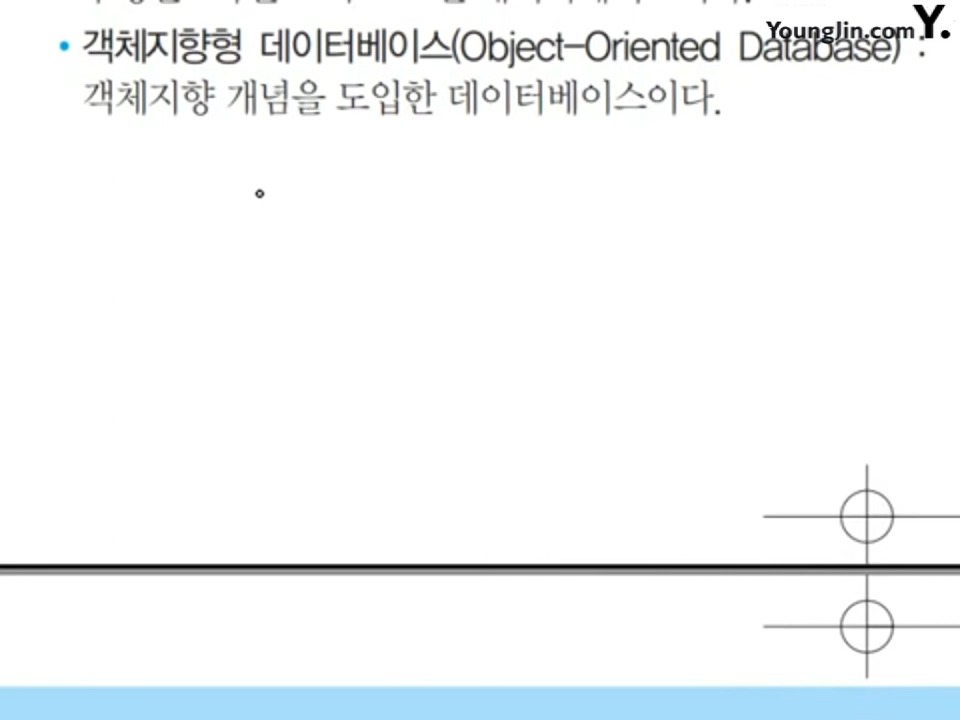 Younglin.com Y.
• 객체지향형 데이터베이스(Object-Oriented Database) :
객체지향 개념을 도입한 데이터베이스이다.